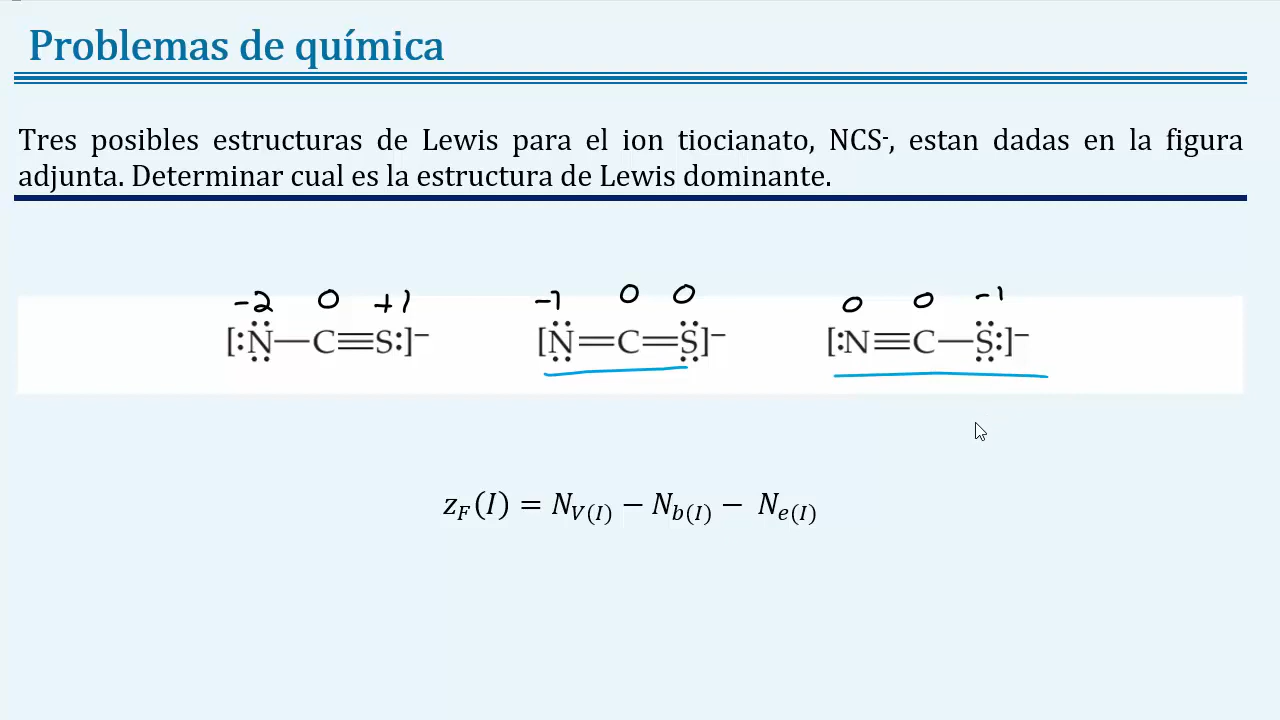 Problemas de química
Tres posibles estructuras de Lewis para el ion tiocianato, NCS⁻, estan dadas en la figura
adjunta. Determinar cual es la estructura de Lewis dominante.
-2 0 +1 -1 0 0 0 0 -1
[:N̈—C≡S:]⁻ [N̈=C=S̈]⁻ [:N≡C—S̈:]⁻
z_F(I) = N_V(I) − N_b(I) − N_e(I)